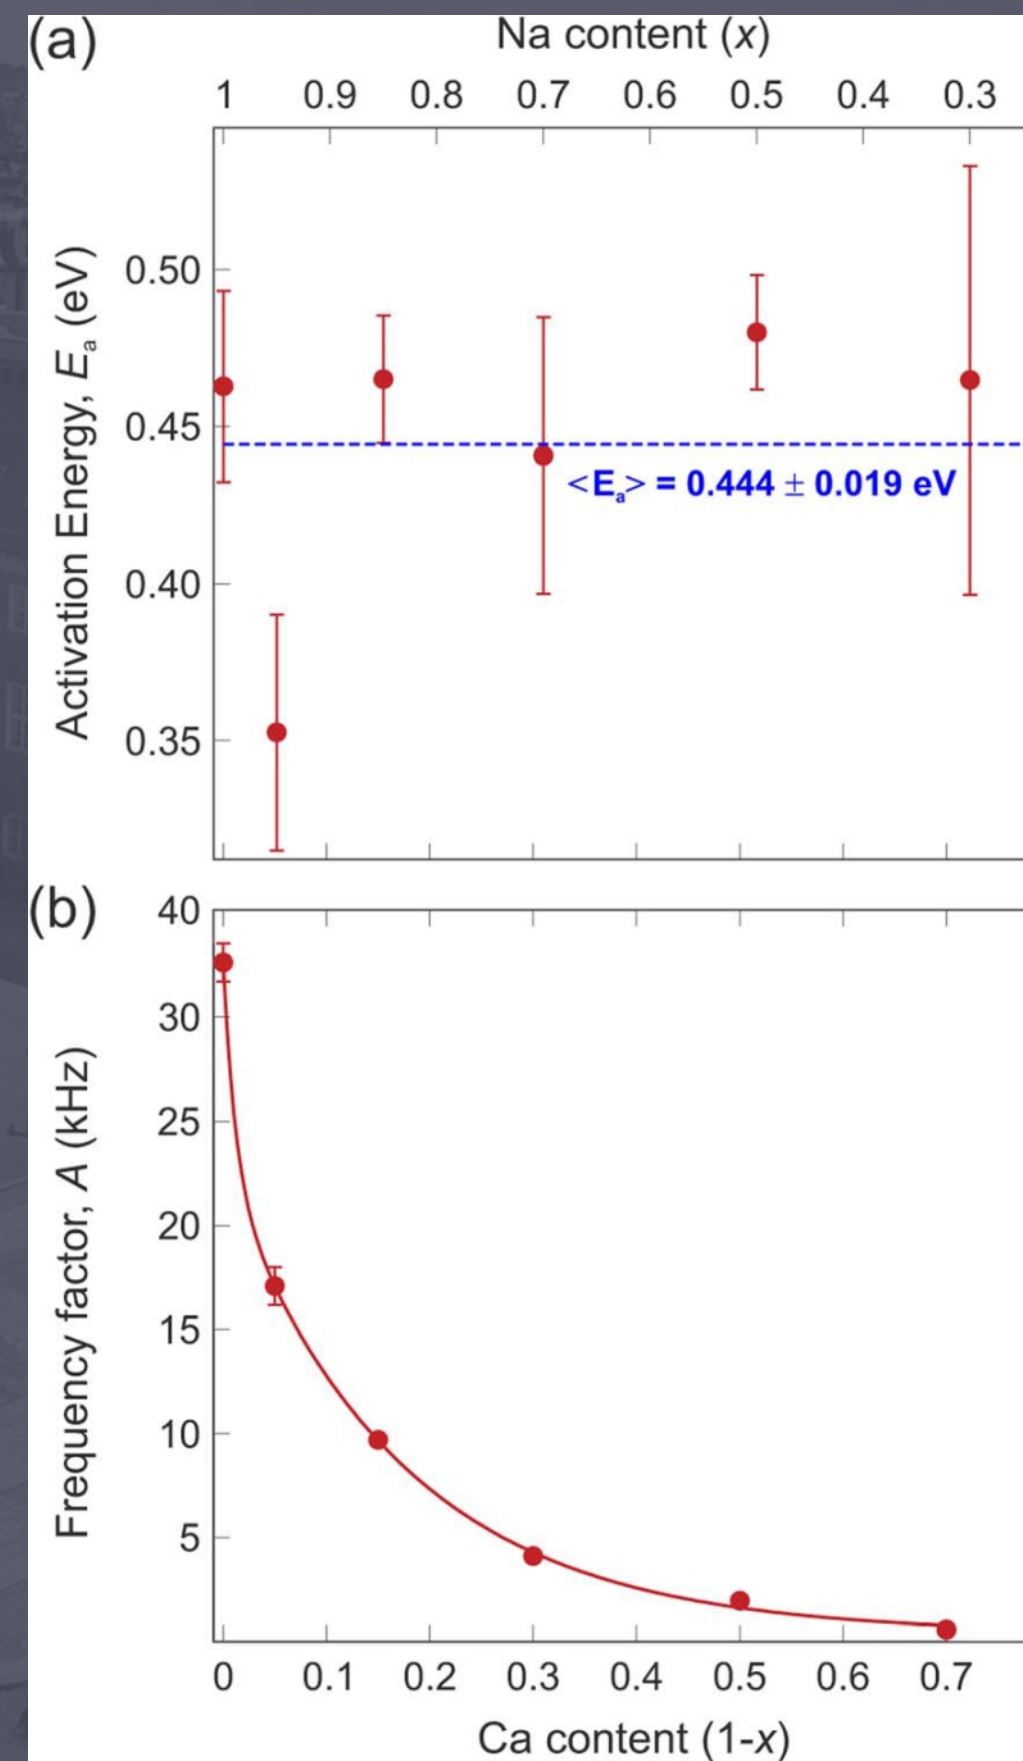 (a)
Na content (x)
1 0.9 0.8 0.7 0.6 0.5 0.4 0.3
Activation Energy, Ea (eV)
0.50
0.45
0.40
0.35
<Ea> = 0.444 ± 0.019 eV
(b)
Frequency factor, A (kHz)
40
30
25
20
15
10
5
0 0.1 0.2 0.3 0.4 0.5 0.6 0.7
Ca content (1-x)